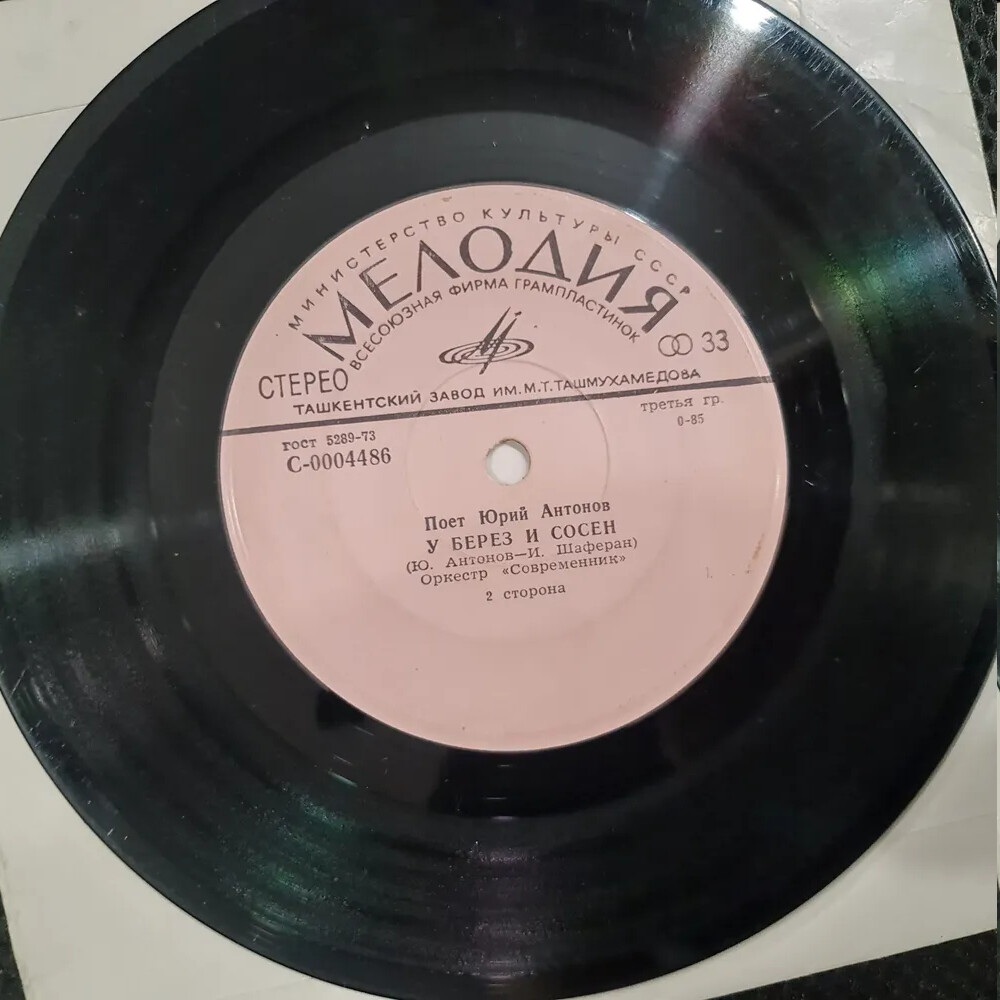 МИНИСТЕРСТВО КУЛЬТУРЫ СССР
МЕЛОДИЯ
ВСЕСОЮЗНАЯ ФИРМА ГРАМПЛАСТИНОК
СТЕРЕО
33
ТАШКЕНТСКИЙ ЗАВОД ИМ. М. Т. ТАШМУХАМЕДОВА
гост 5289-73
третья гр.
С-0004486
0-85
Поет Юрий Антонов
У БЕРЕЗ И СОСЕН
(Ю. Антонов—И. Шаферан)
Оркестр «Современник»
2 сторона